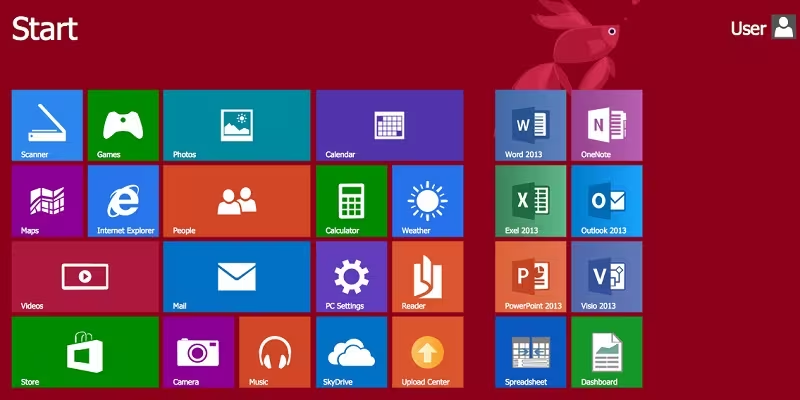 Start
User
Scanner
Games
Photos
Calendar
Word 2013
OneNote
Maps
Internet Explorer
People
Calculator
Weather
Exel 2013
Outlook 2013
Videos
Mail
PC Settings
Reader
PowerPoint 2013
Visio 2013
Store
Camera
Music
SkyDrive
Upload Center
Spreadsheet
Dashboard
W
N
X
O
P
V